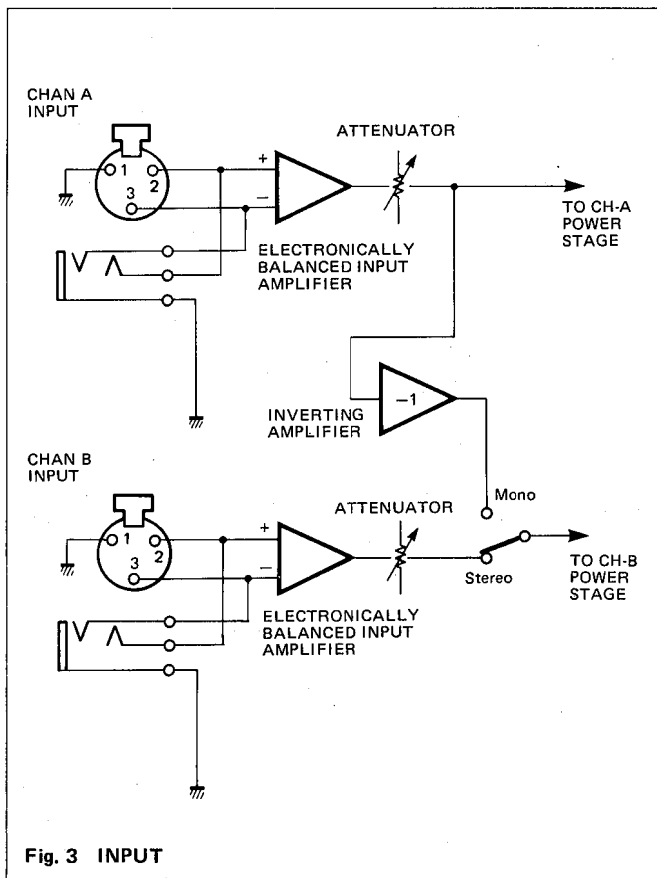 CHAN A
INPUT
1
2
3
+
−
ATTENUATOR
TO CH-A
POWER
STAGE
ELECTRONICALLY
BALANCED INPUT
AMPLIFIER
−1
INVERTING
AMPLIFIER
CHAN B
INPUT
1
2
3
+
−
ATTENUATOR
Mono
Stereo
TO CH-B
POWER
STAGE
ELECTRONICALLY
BALANCED INPUT
AMPLIFIER
Fig. 3 INPUT